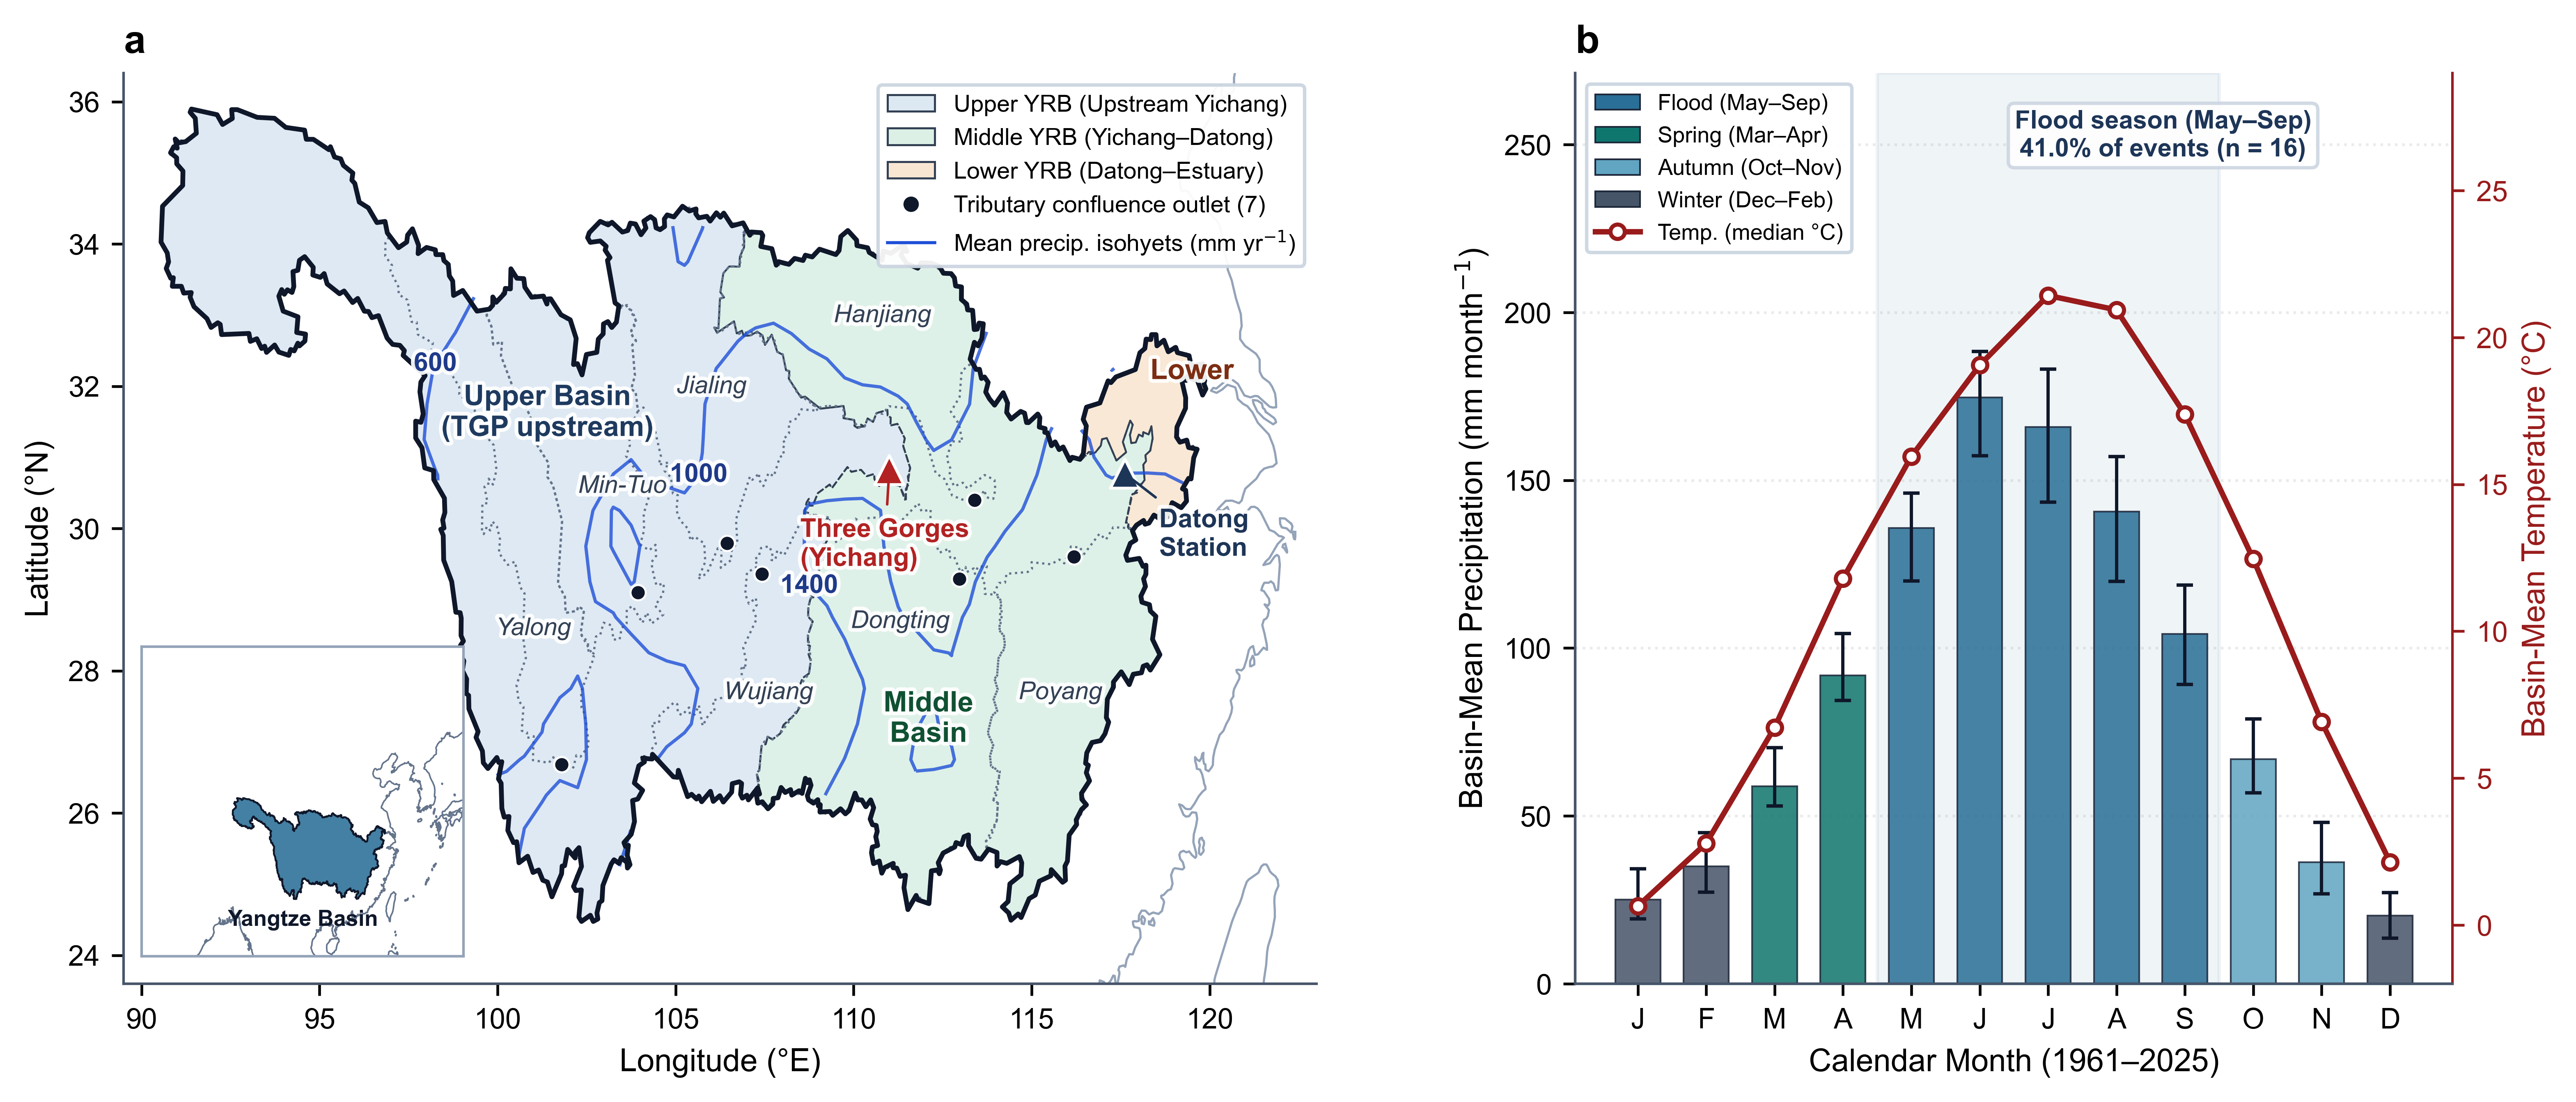 a
Upper YRB (Upstream Yichang)
Middle YRB (Yichang–Datong)
Lower YRB (Datong–Estuary)
Tributary confluence outlet (7)
Mean precip. isohyets (mm yr⁻¹)
Latitude (°N)
36
34
32
30
28
26
24
Hanjiang
600
Lower
Upper Basin
(TGP upstream)
Jialing
Min-Tuo
1000
Three Gorges
(Yichang)
Datong
Station
1400
Yalong
Dongting
Wujiang
Middle
Basin
Poyang
Yangtze Basin
90
95
100
105
110
115
120
Longitude (°E)
b
Flood (May–Sep)
Spring (Mar–Apr)
Autumn (Oct–Nov)
Winter (Dec–Feb)
Temp. (median °C)
Flood season (May–Sep)
41.0% of events (n = 16)
Basin-Mean Precipitation (mm month⁻¹)
250
200
150
100
50
0
25
20
15
10
5
0
Basin-Mean Temperature (°C)
J
F
M
A
M
J
J
A
S
O
N
D
Calendar Month (1961–2025)